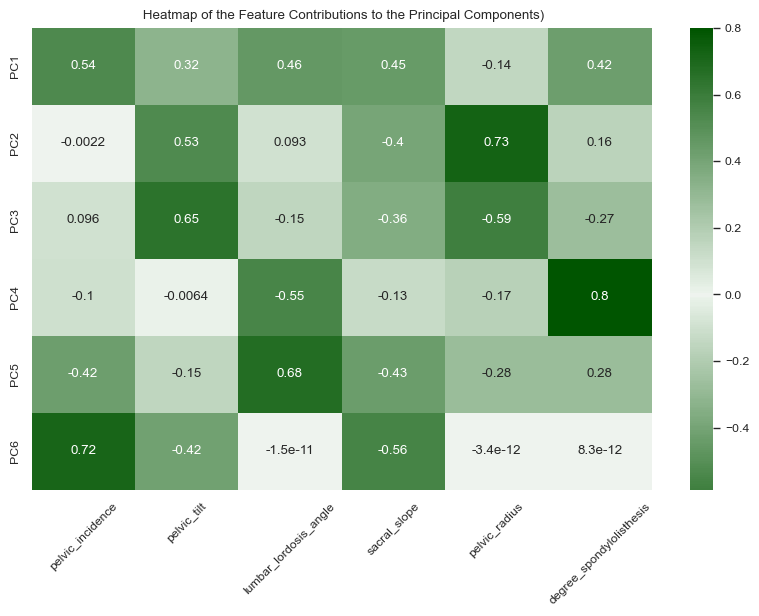 Heatmap of the Feature Contributions to the Principal Components)
PC1 0.54 0.32 0.46 0.45 -0.14 0.42
PC2 -0.0022 0.53 0.093 -0.4 0.73 0.16
PC3 0.096 0.65 -0.15 -0.36 -0.59 -0.27
PC4 -0.1 -0.0064 -0.55 -0.13 -0.17 0.8
PC5 -0.42 -0.15 0.68 -0.43 -0.28 0.28
PC6 0.72 -0.42 -1.5e-11 -0.56 -3.4e-12 8.3e-12
pelvic_incidence
pelvic_tilt
lumbar_lordosis_angle
sacral_slope
pelvic_radius
degree_spondylolisthesis
0.8
0.6
0.4
0.2
0.0
−0.2
−0.4